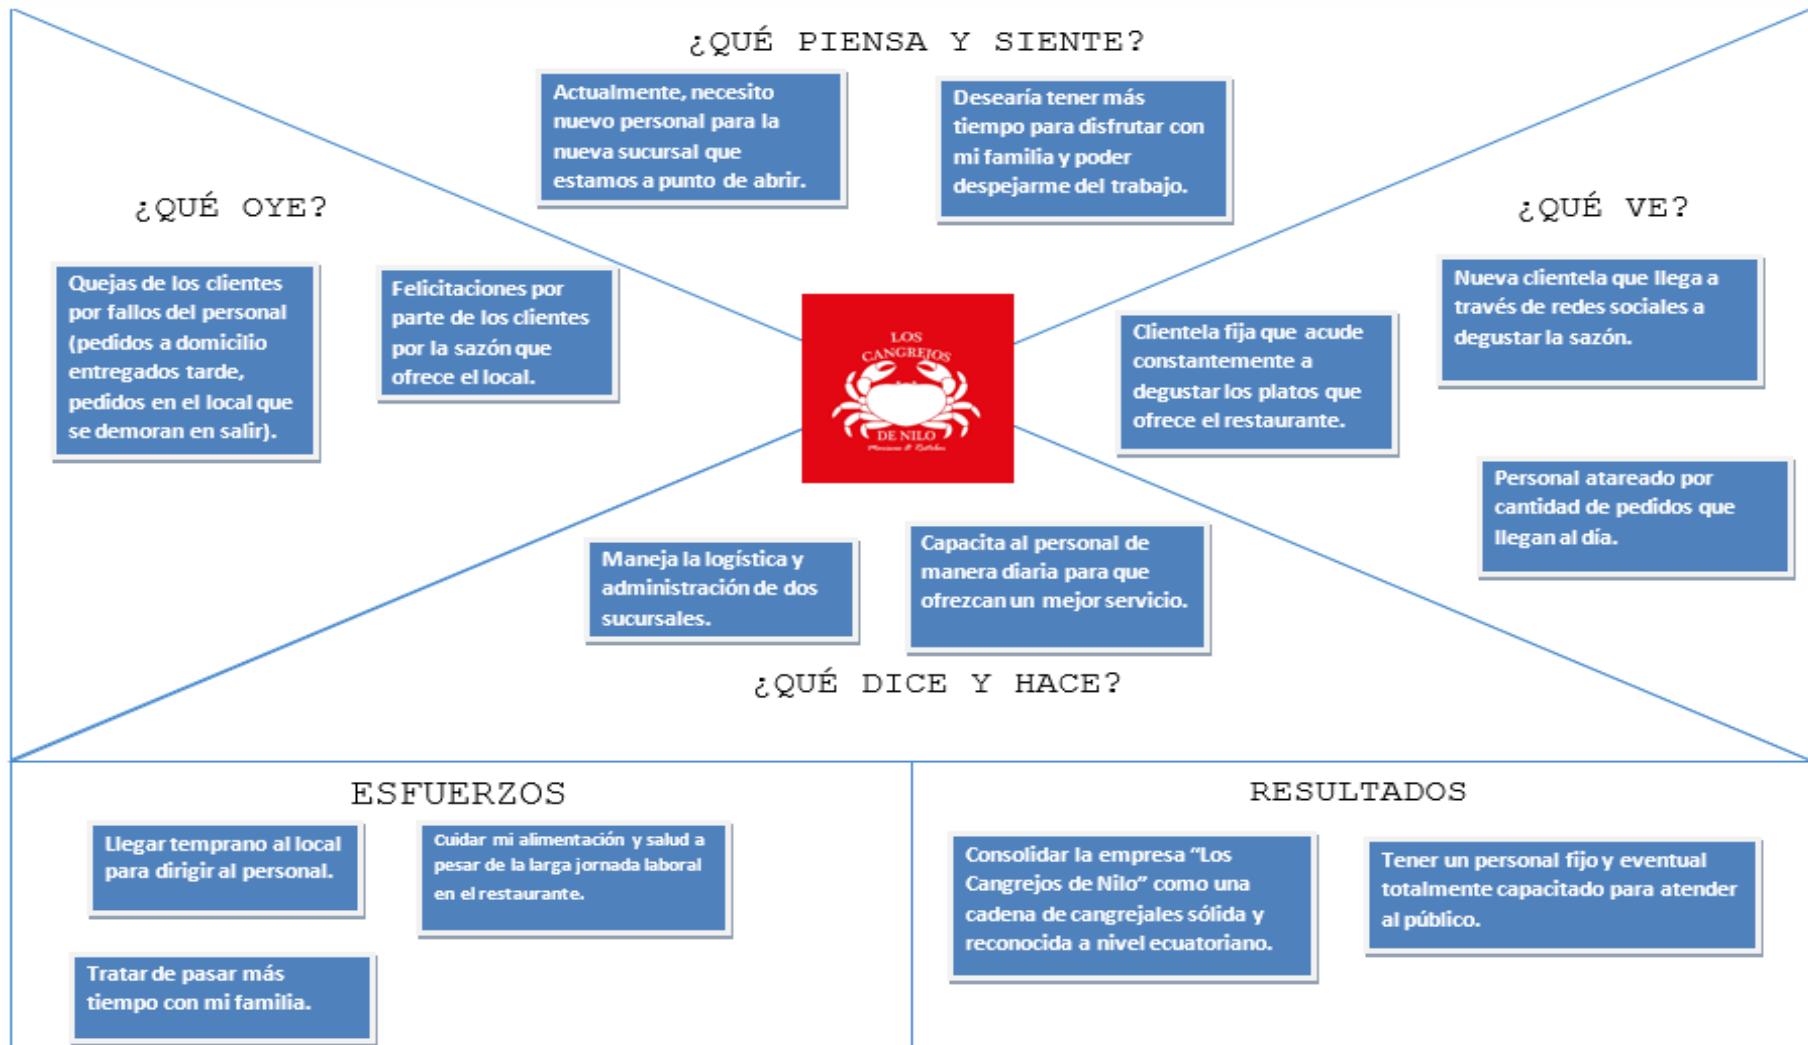 ¿QUÉ PIENSA Y SIENTE?
Actualmente, necesito
nuevo personal para la
nueva sucursal que
estamos a punto de abrir.
Desearía tener más
tiempo para disfrutar con
mi familia y poder
despejarme del trabajo.
¿QUÉ OYE?
Quejas de los clientes
por fallos del personal
(pedidos a domicilio
entregados tarde,
pedidos en el local que
se demoran en salir).
Felicitaciones por
parte de los clientes
por la sazón que
ofrece el local.
LOS
CANGREJOS
DE NILO
¿QUÉ VE?
Clientela fija que acude
constantemente a
degustar los platos que
ofrece el restaurante.
Nueva clientela que llega a
través de redes sociales a
degustar la sazón.
Personal atareado por
cantidad de pedidos que
llegan al día.
Maneja la logística y
administración de dos
sucursales.
Capacita al personal de
manera diaria para que
ofrezcan un mejor servicio.
¿QUÉ DICE Y HACE?
ESFUERZOS
Llegar temprano al local
para dirigir al personal.
Cuidar mi alimentación y salud a
pesar de la larga jornada laboral
en el restaurante.
Tratar de pasar más
tiempo con mi familia.
RESULTADOS
Consolidar la empresa “Los
Cangrejos de Nilo” como una
cadena de cangrejales sólida y
reconocida a nivel ecuatoriano.
Tener un personal fijo y eventual
totalmente capacitado para atender
al público.